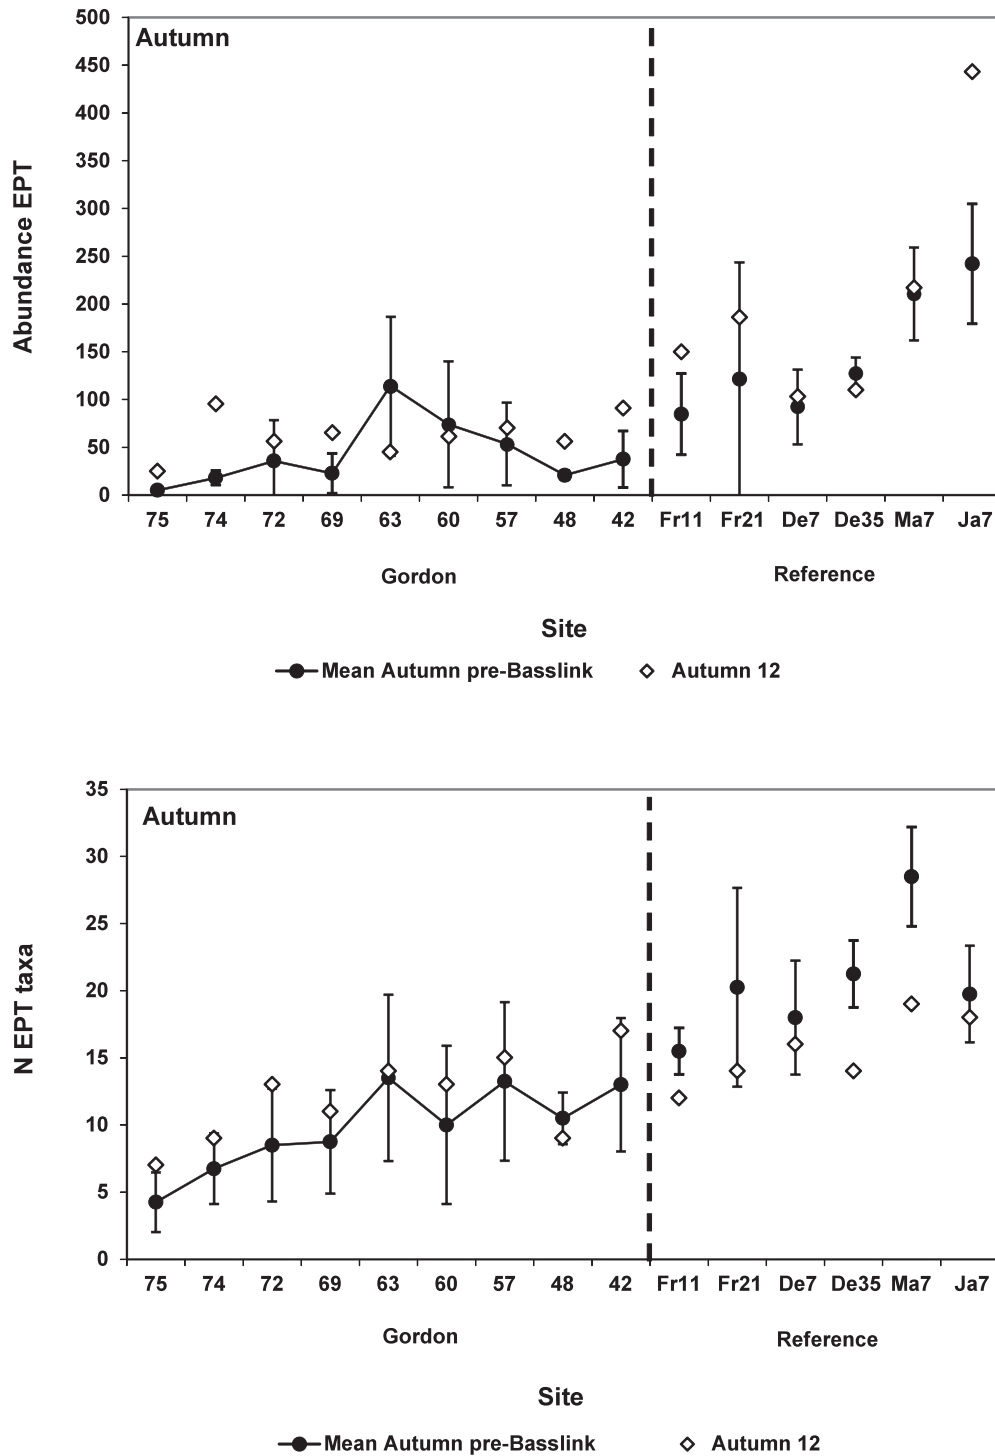 500
Autumn
450
400
350
300
250
200
150
100
50
0
Abundance EPT
75 74 72 69 63 60 57 48 42 Fr11 Fr21 De7 De35 Ma7 Ja7
Gordon Reference
Site
Mean Autumn pre-Basslink Autumn 12
35
Autumn
30
25
20
15
10
5
0
N EPT taxa
75 74 72 69 63 60 57 48 42 Fr11 Fr21 De7 De35 Ma7 Ja7
Gordon Reference
Site
Mean Autumn pre-Basslink Autumn 12